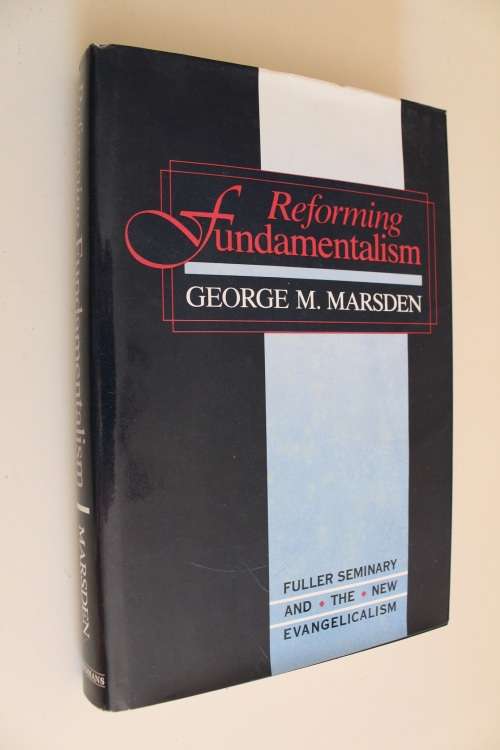 Reforming
Fundamentalism
GEORGE M. MARSDEN
FULLER SEMINARY
AND • THE • NEW
EVANGELICALISM
Reforming Fundamentalism
MARSDEN